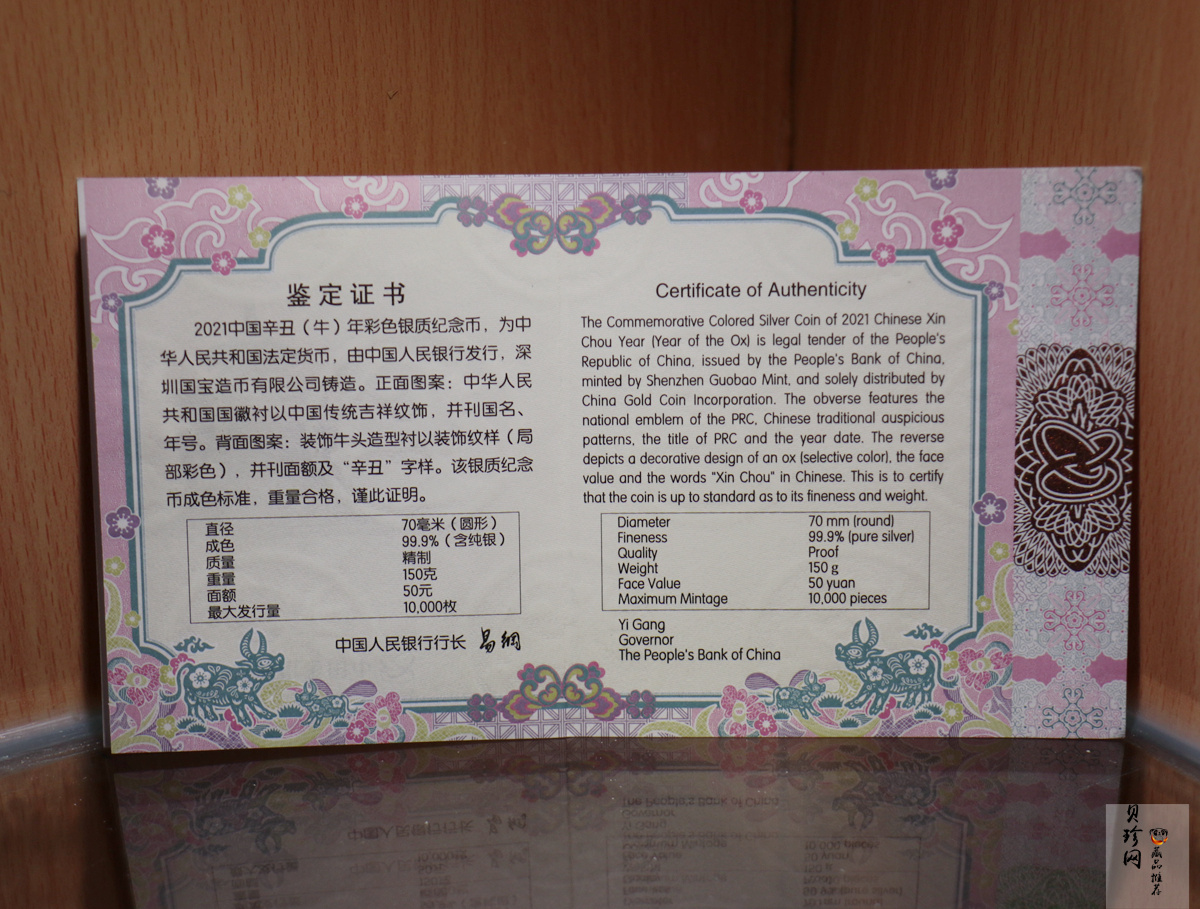 鉴定证书
2021中国辛丑（牛）年彩色银质纪念币，为中
华人民共和国法定货币，由中国人民银行发行，深
圳国宝造币有限公司铸造。正面图案：中华人民
共和国国徽衬以中国传统吉祥纹饰，并刊国名、
年号。背面图案：装饰牛头造型衬以装饰纹样（局
部彩色），并刊面额及“辛丑”字样。该银质纪念
币成色标准，重量合格，谨此证明。
直径 70毫米（圆形）
成色 99.9%（含纯银）
质量 精制
重量 150克
面额 50元
最大发行量 10,000枚
中国人民银行行长 易綱
Certificate of Authenticity
The Commemorative Colored Silver Coin of 2021 Chinese Xin
Chou Year (Year of the Ox) is legal tender of the People's
Republic of China, issued by the People's Bank of China,
minted by Shenzhen Guobao Mint, and solely distributed by
China Gold Coin Incorporation. The obverse features the
national emblem of the PRC, Chinese traditional auspicious
patterns, the title of PRC and the year date. The reverse
depicts a decorative design of an ox (selective color), the face
value and the words "Xin Chou" in Chinese. This is to certify
that the coin is up to standard as to its fineness and weight.
Diameter 70 mm (round)
Fineness 99.9% (pure silver)
Quality Proof
Weight 150 g
Face Value 50 yuan
Maximum Mintage 10,000 pieces
Yi Gang
Governor
The People's Bank of China
贝珍网
藏品推荐